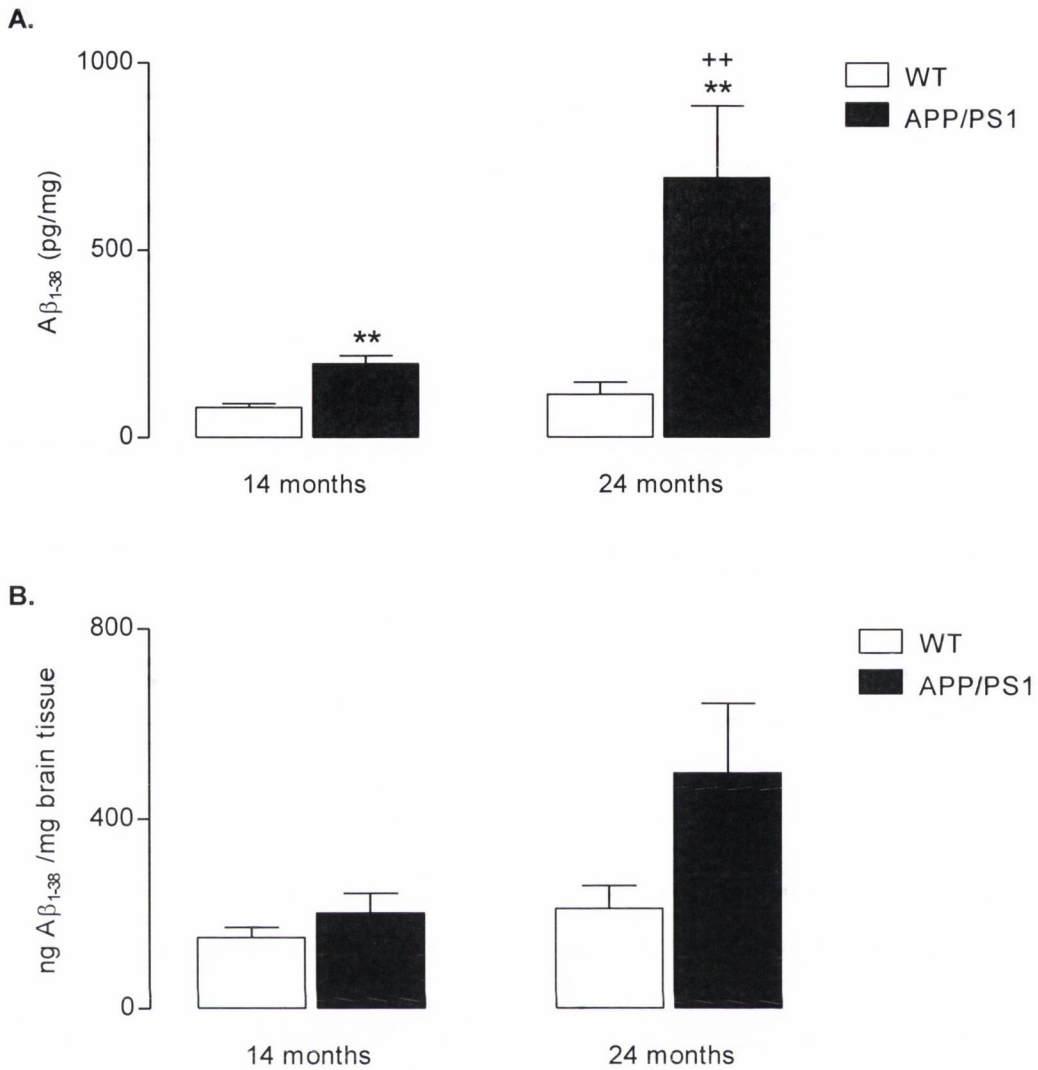 A.
1000
500
0
Aβ1-38 (pg/mg)
**
++
**
14 months
24 months
WT
APP/PS1
B.
800
400
0
ng Aβ1-38 /mg brain tissue
14 months
24 months
WT
APP/PS1